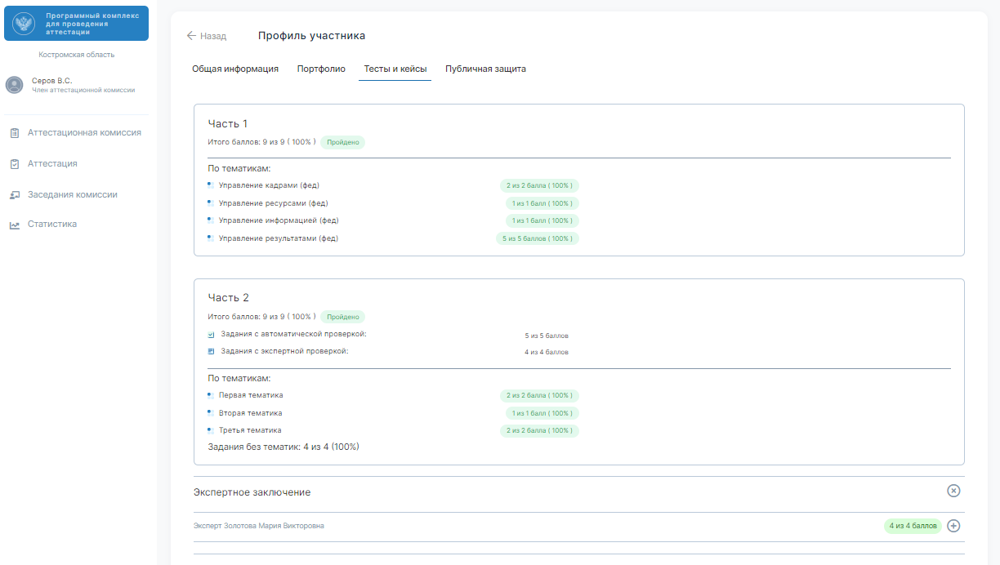 Программный комплекс
для проведения
аттестации
Костромская область
Серов В.С.
Член аттестационной комиссии
Аттестационная комиссия
Аттестация
Заседания комиссии
Статистика
Назад
Профиль участника
Общая информация Портфолио Тесты и кейсы Публичная защита
Часть 1
Итого баллов: 9 из 9 ( 100% ) Пройдено
По тематикам:
Управление кадрами (фед) 2 из 2 балла ( 100% )
Управление ресурсами (фед) 1 из 1 балл ( 100% )
Управление информацией (фед) 1 из 1 балл ( 100% )
Управление результатами (фед) 5 из 5 баллов ( 100% )
Часть 2
Итого баллов: 9 из 9 ( 100% ) Пройдено
Задания с автоматической проверкой: 5 из 5 баллов
Задания с экспертной проверкой: 4 из 4 баллов
По тематикам:
Первая тематика 2 из 2 балла ( 100% )
Вторая тематика 1 из 1 балл ( 100% )
Третья тематика 2 из 2 балла ( 100% )
Задания без тематик: 4 из 4 (100%)
Экспертное заключение
Эксперт Золотова Мария Викторовна 4 из 4 баллов